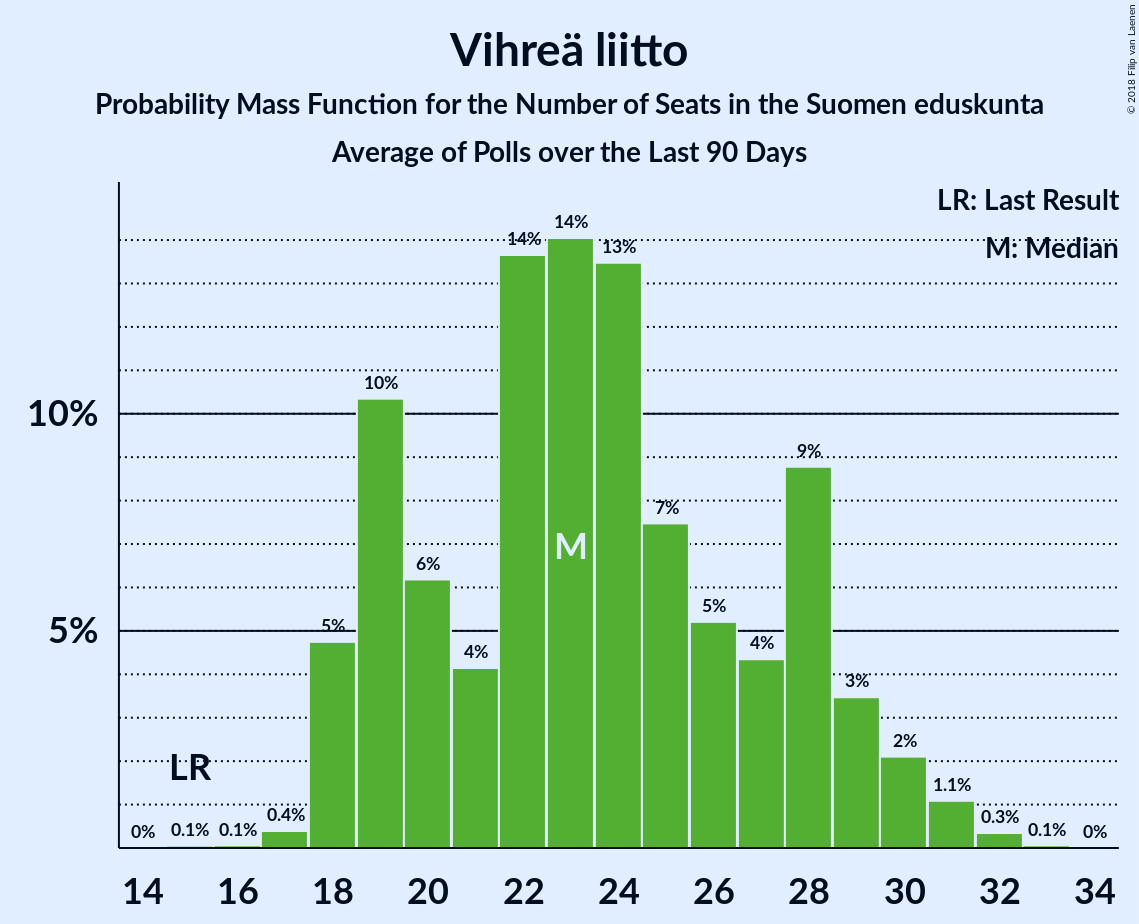 Vihreä liitto
Probability Mass Function for the Number of Seats in the Suomen eduskunta
Average of Polls over the Last 90 Days
© 2018 Filip van Laenen
LR: Last Result
M: Median
10%
5%
0%
0.1%
0.1%
0.4%
5%
10%
6%
4%
14%
14%
13%
7%
5%
4%
9%
3%
2%
1.1%
0.3%
0.1%
0%
LR
M
14 16 18 20 22 24 26 28 30 32 34